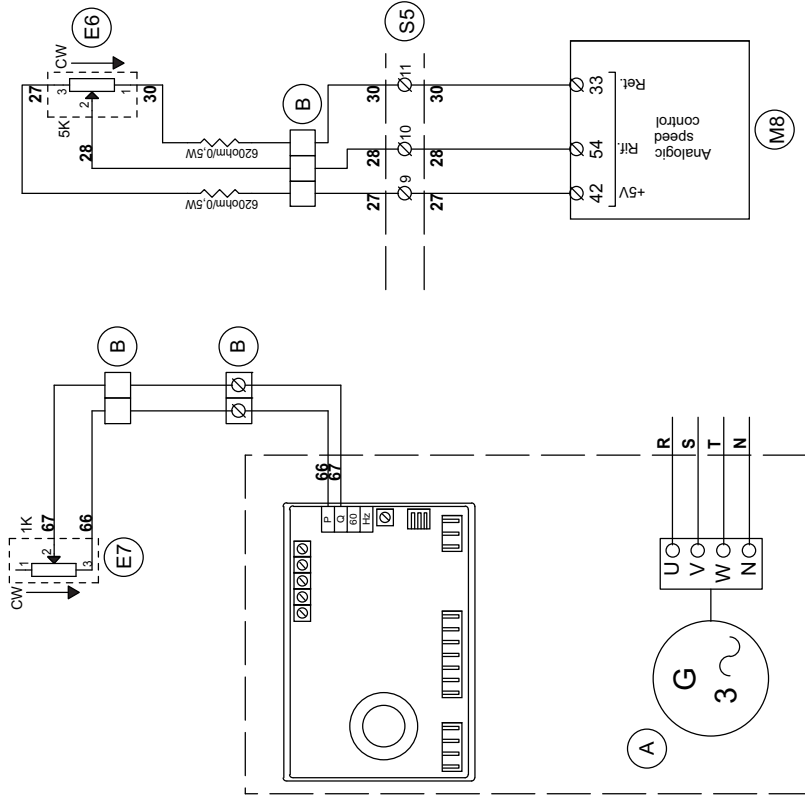 E6
CW
27
3
2
1
5K
28
30
620ohm/0,5W
620ohm/0,5W
B
S5
30
28
27
11
10
9
30
28
27
33
54
42
Ret.
Rif.
+5V
Analogic
speed
control
M8
CW
1
2
3
1K
67
66
E7
B
B
66
67
P
Q
60
Hz
R
S
T
N
U
V
W
N
G
3
A